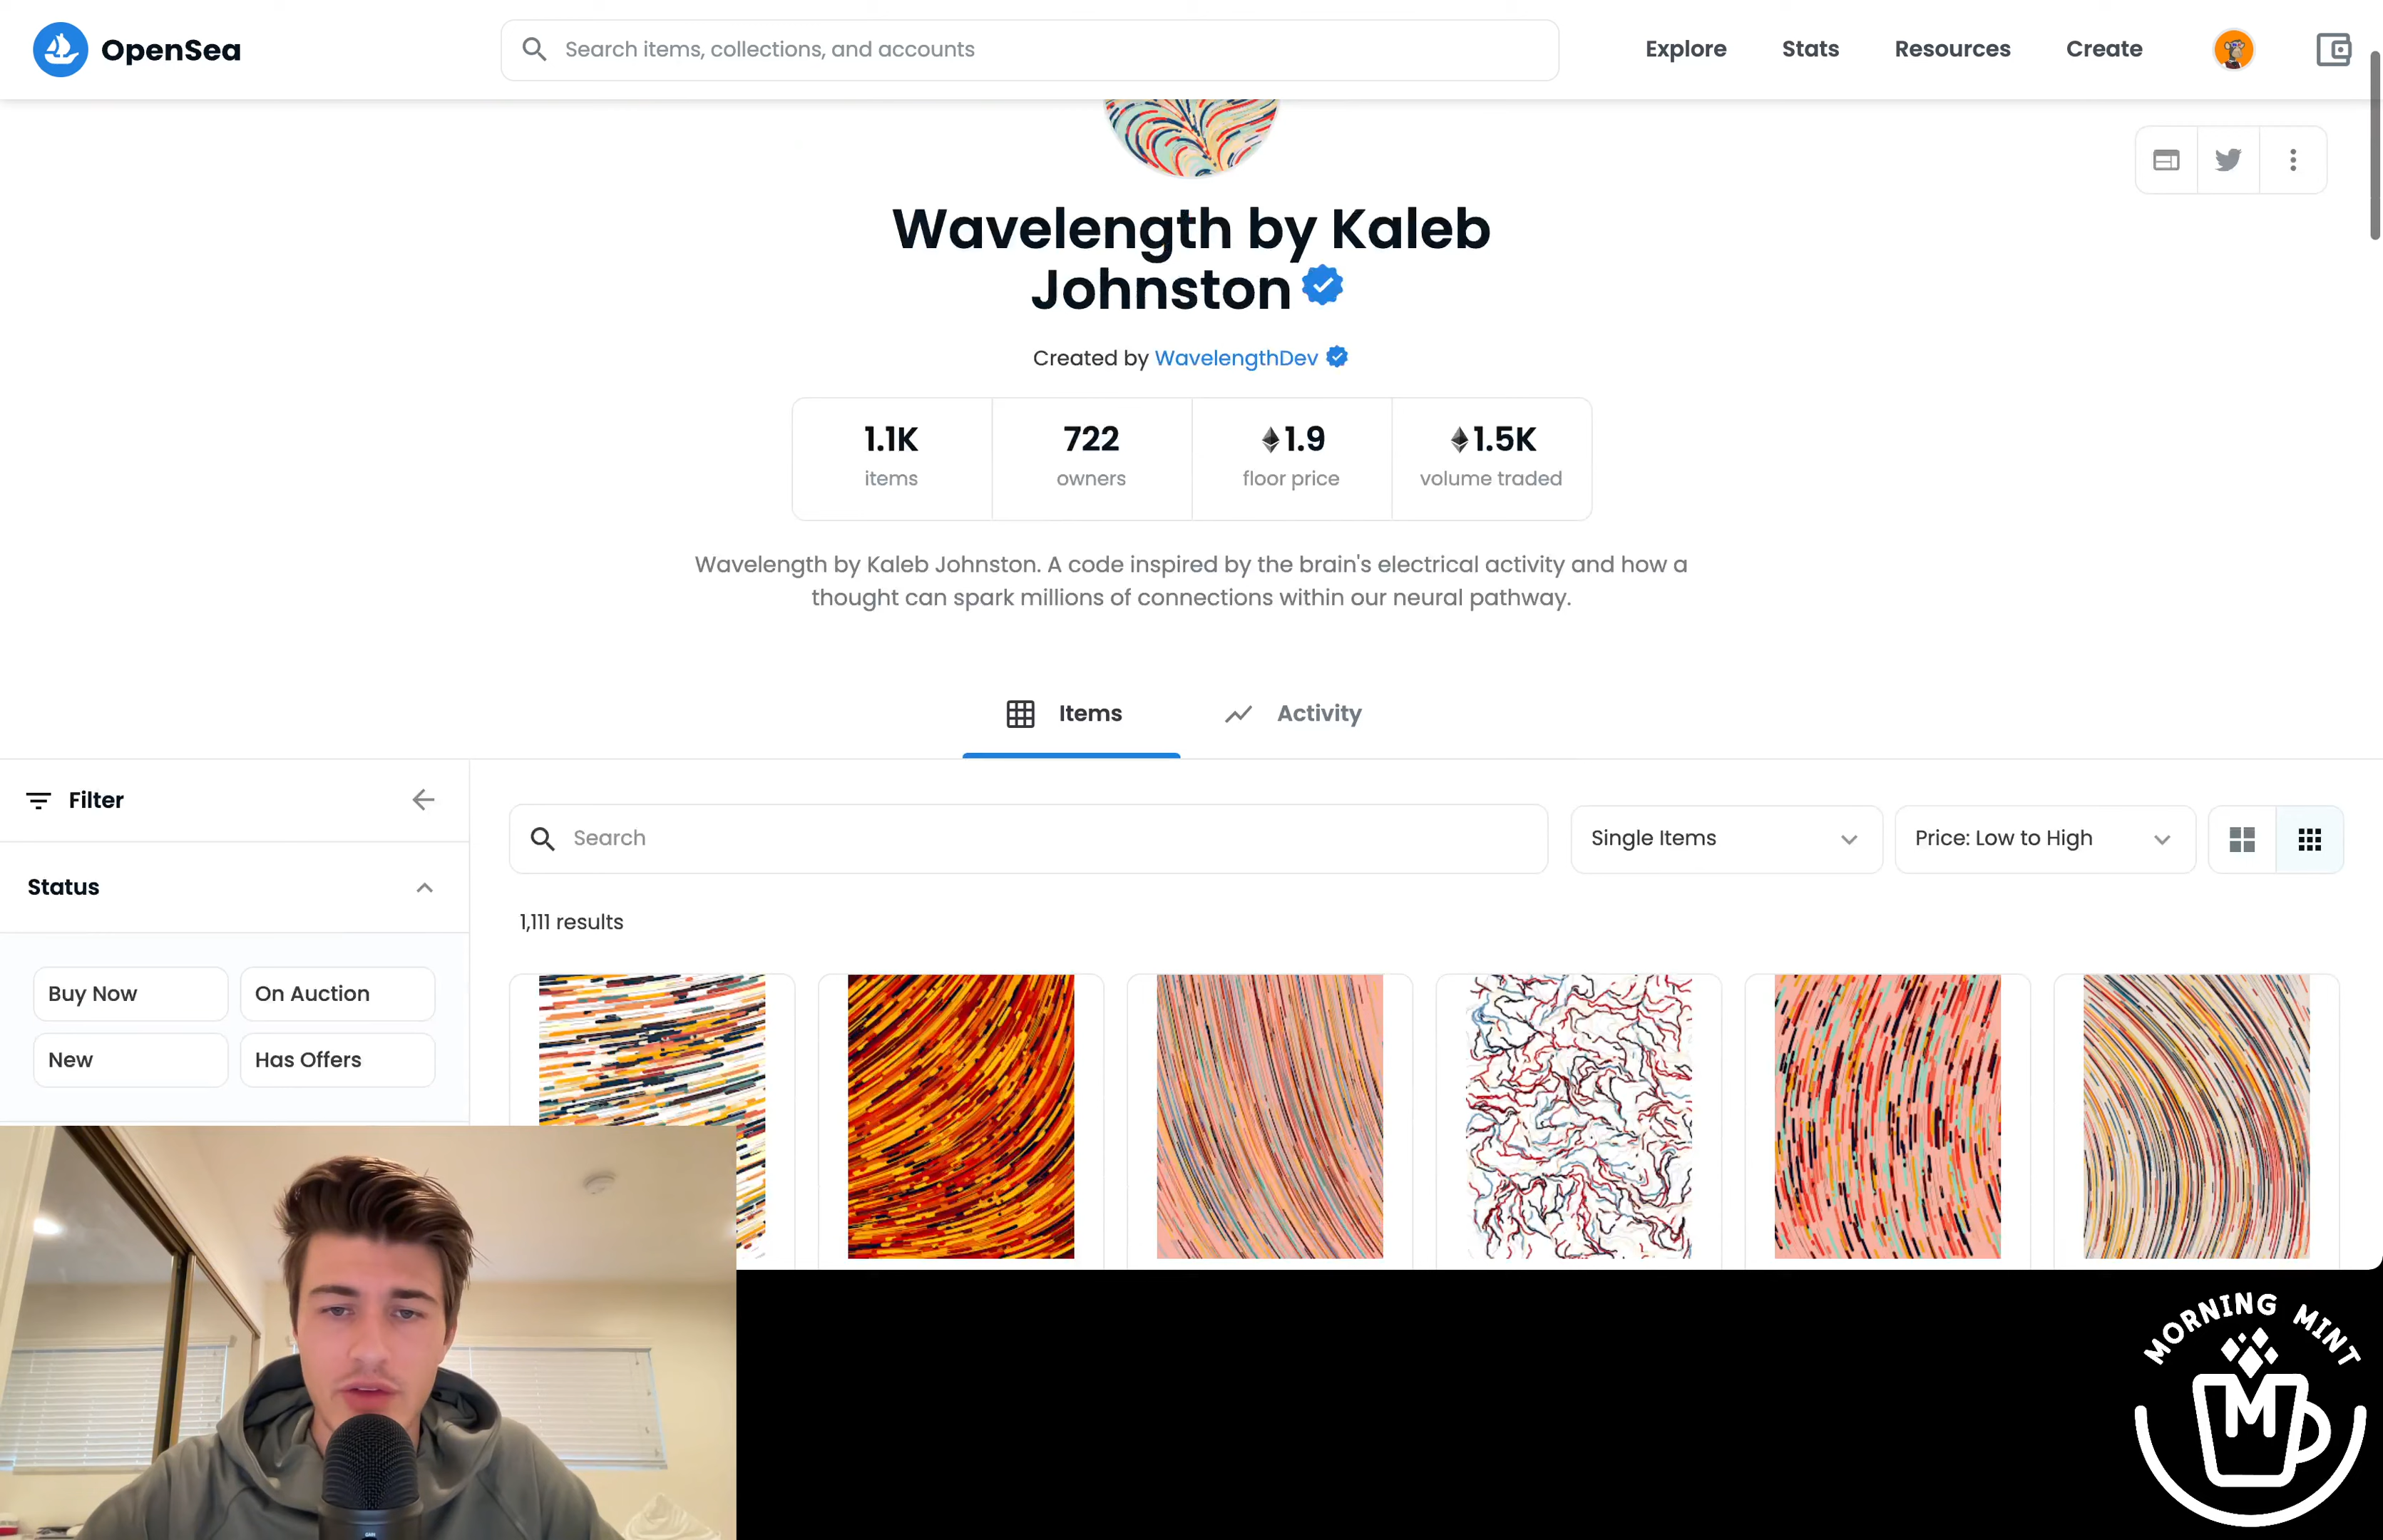 OpenSea
Search items, collections, and accounts
Explore
Stats
Resources
Create
Wavelength by Kaleb
Johnston
Created by WavelengthDev
1.1K
722
1.9
1.5K
items
owners
floor price
volume traded
Wavelength by Kaleb Johnston. A code inspired by the brain's electrical activity and how a
thought can spark millions of connections within our neural pathway.
Items
Activity
Filter
Search
Single Items
Price: Low to High
Status
1,111 results
Buy Now
On Auction
New
Has Offers
MORNING MINT
M